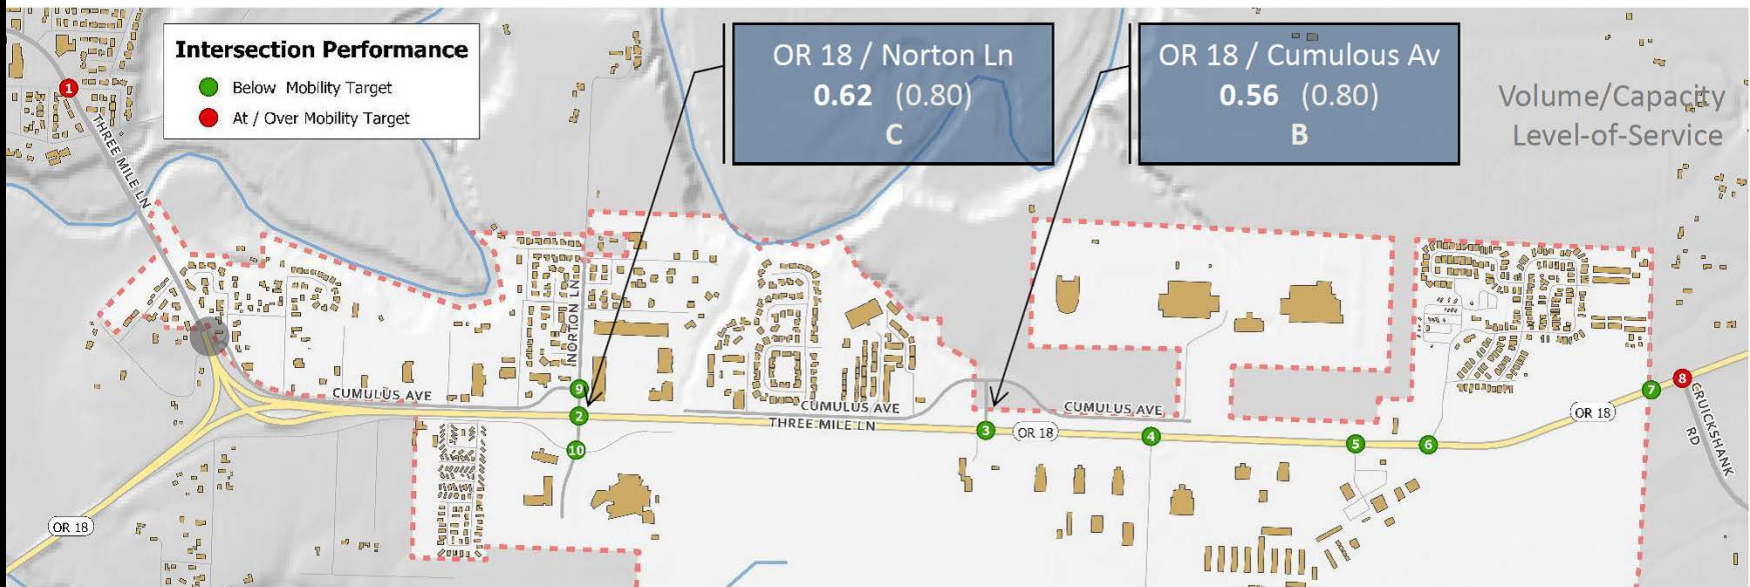 Intersection Performance
Below Mobility Target
At / Over Mobility Target
OR 18 / Norton Ln
0.62 (0.80)
C
OR 18 / Cumulous Av
0.56 (0.80)
B
Volume/Capacity
Level-of-Service
1
THREE MILE LN
NORTON LN
CUMULUS AVE
9
2
10
CUMULUS AVE
THREE MILE LN
3
OR 18
CUMULUS AVE
4
5
6
OR 18
7
8
CRUICKSHANK
RD
OR 18